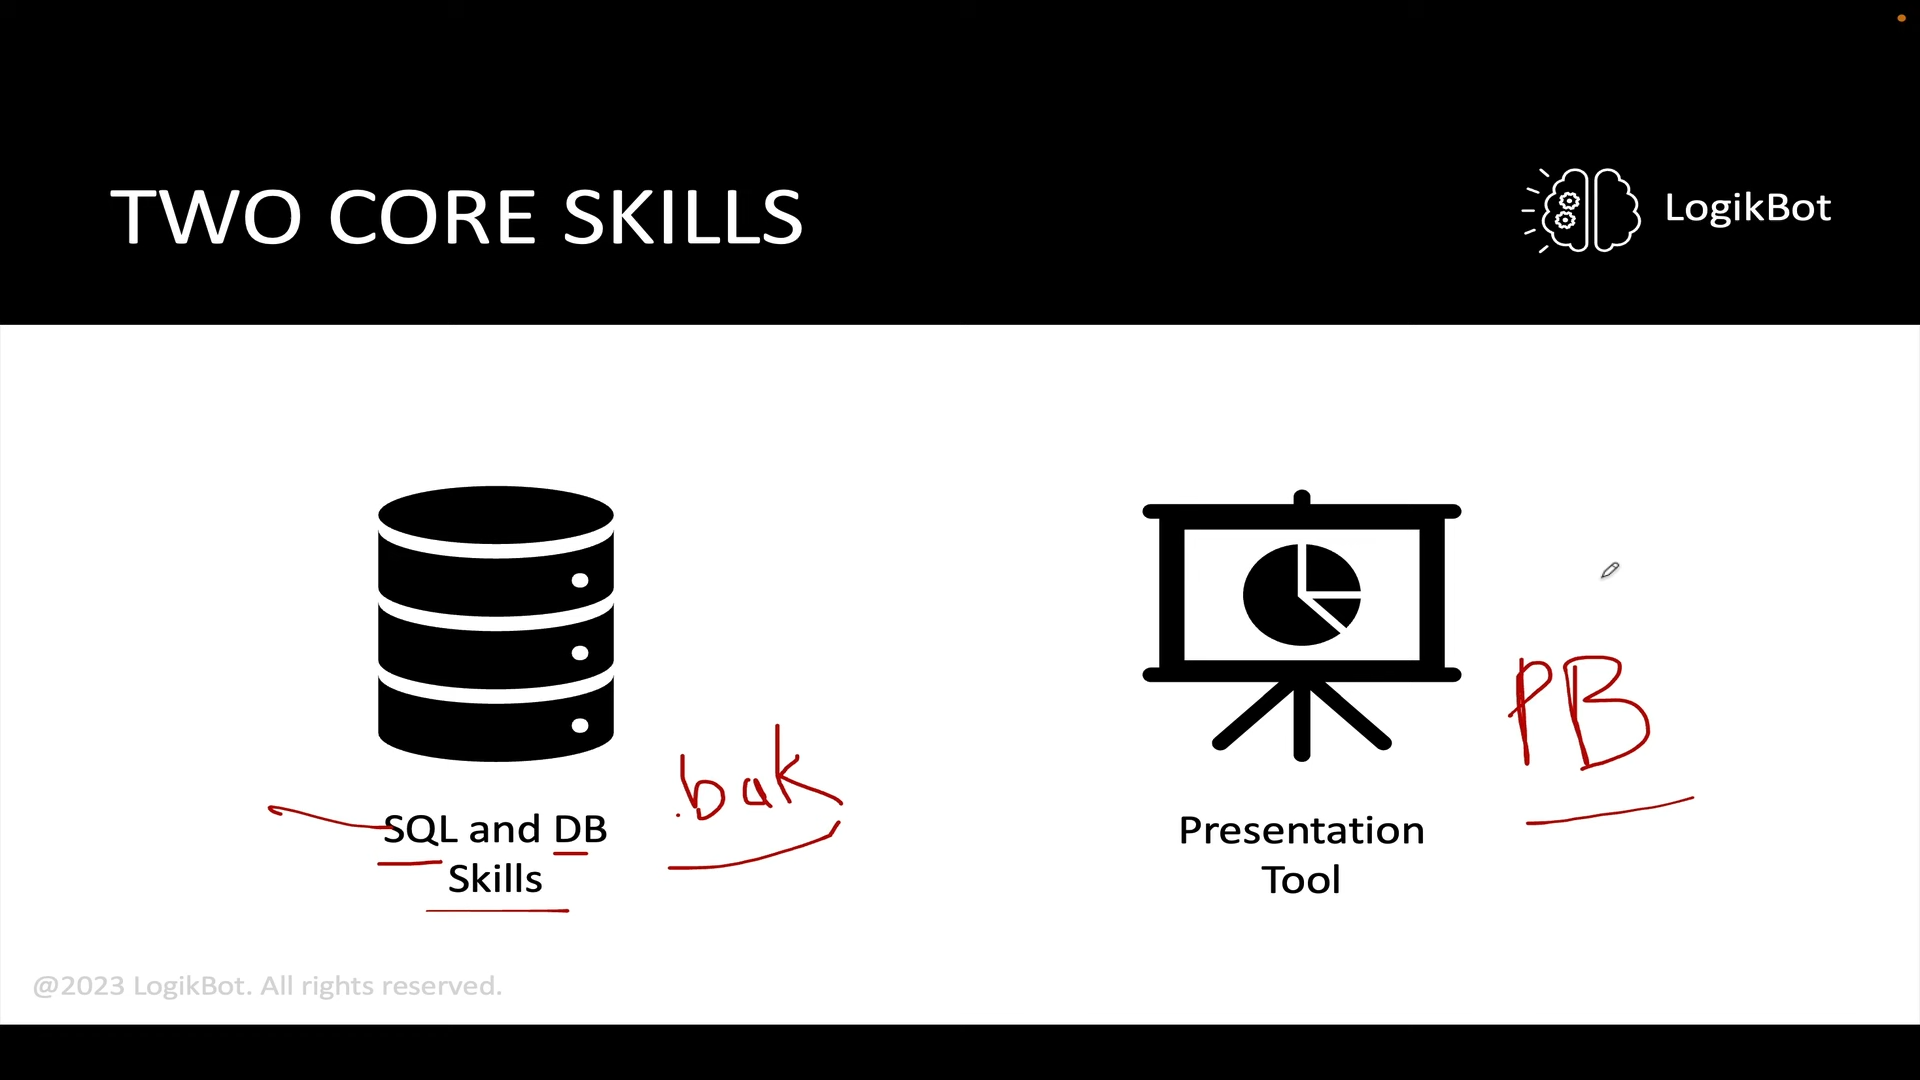 TWO CORE SKILLS
LogikBot
.bak
PB
SQL and DB
Skills
Presentation
Tool
@2023 LogikBot. All rights reserved.